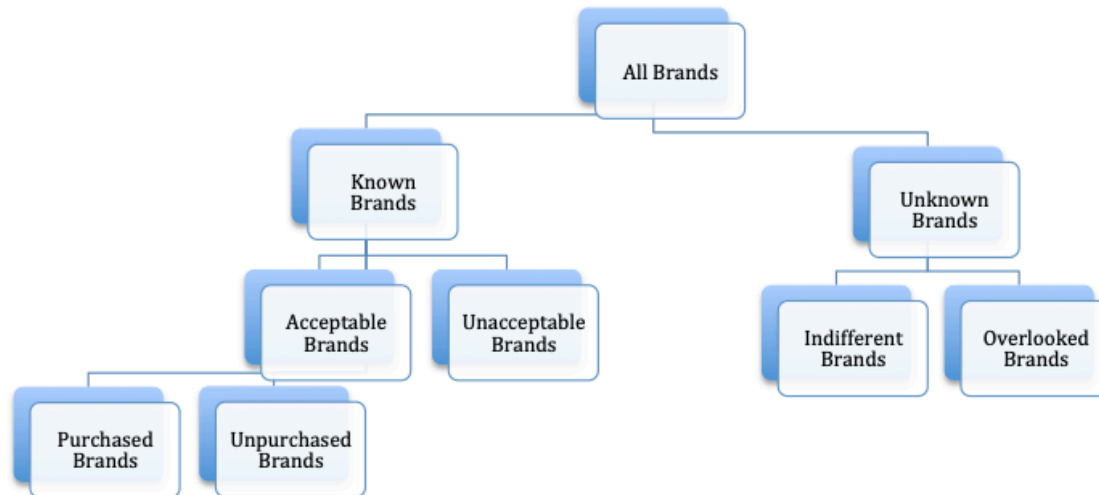 All Brands
Known
Brands
Unknown
Brands
Acceptable
Brands
Unacceptable
Brands
Indifferent
Brands
Overlooked
Brands
Purchased
Brands
Unpurchased
Brands